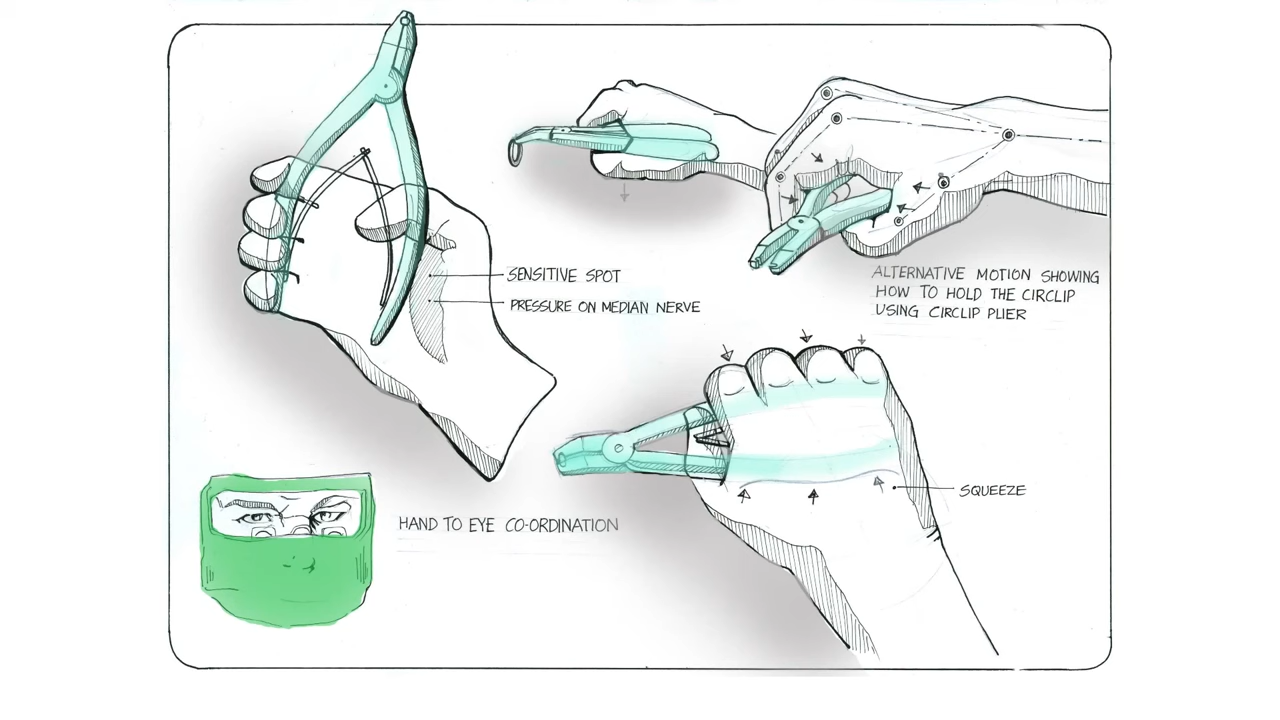 SENSITIVE SPOT
PRESSURE ON MEDIAN NERVE
ALTERNATIVE MOTION SHOWING
HOW TO HOLD THE CIRCLIP
USING CIRCLIP PLIER
SQUEEZE
HAND TO EYE CO-ORDINATION